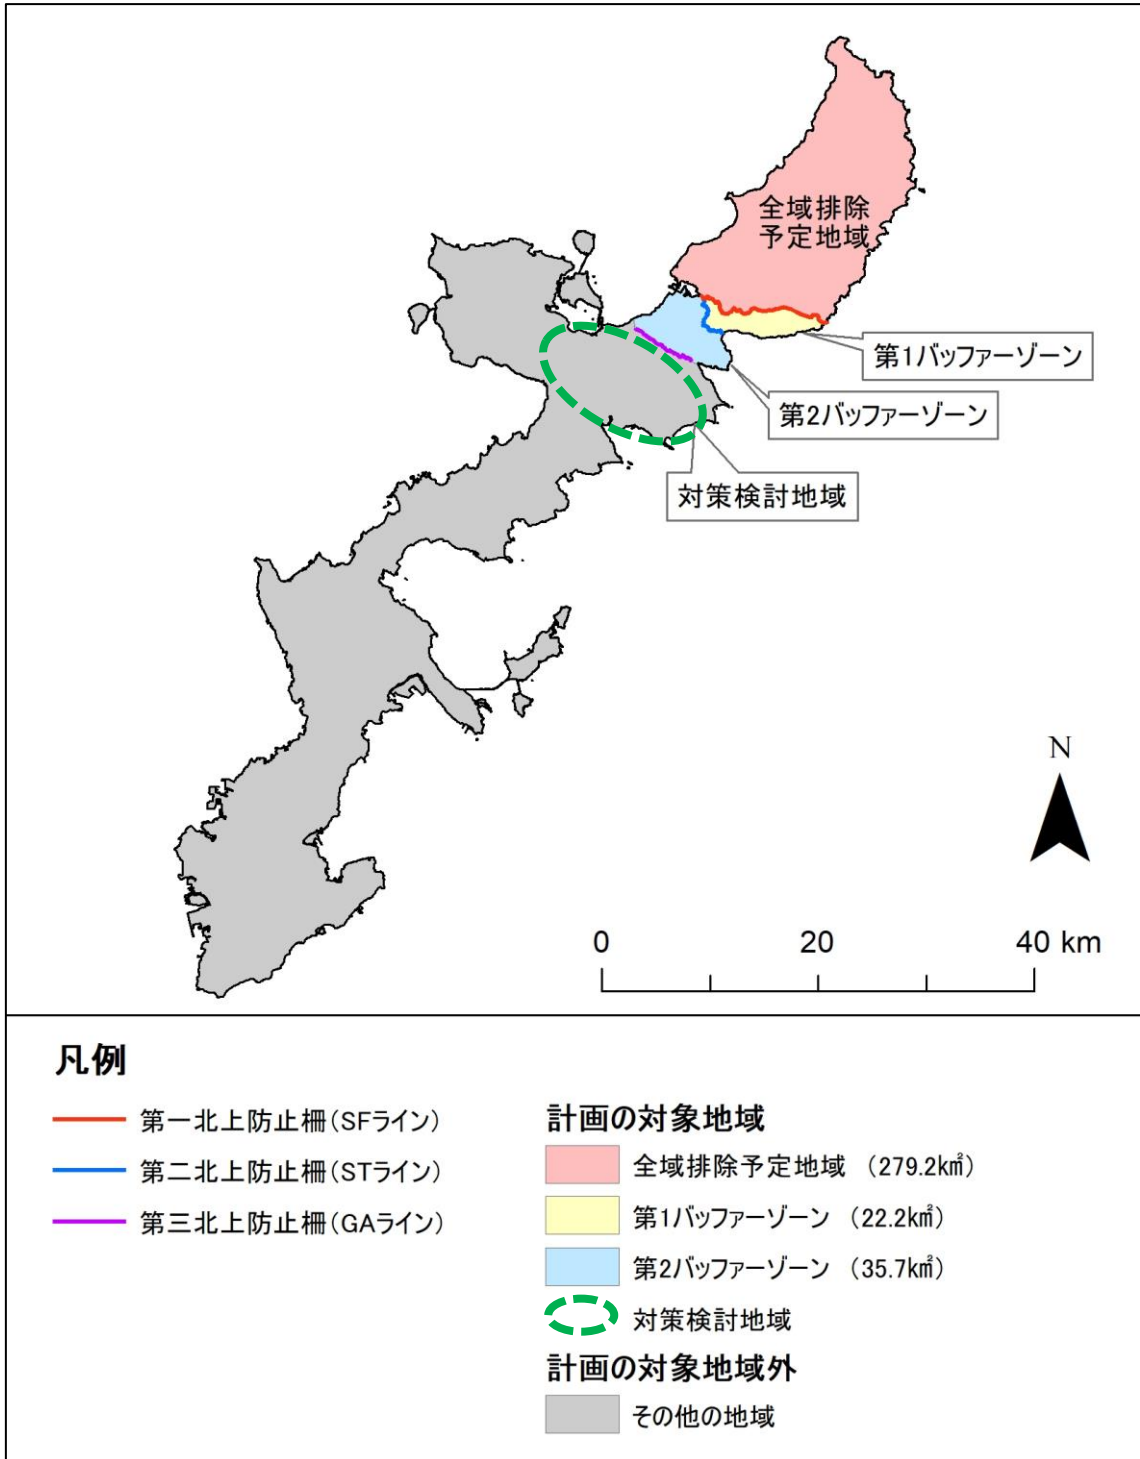 全域排除
予定地域
第1バッファーゾーン
第2バッファーゾーン
対策検討地域
N
0 20 40 km
凡例
第一北上防止柵(SFライン)
第二北上防止柵(STライン)
第三北上防止柵(GAライン)
計画の対象地域
全域排除予定地域 (279.2㎢)
第1バッファーゾーン (22.2㎢)
第2バッファーゾーン (35.7㎢)
対策検討地域
計画の対象地域外
その他の地域